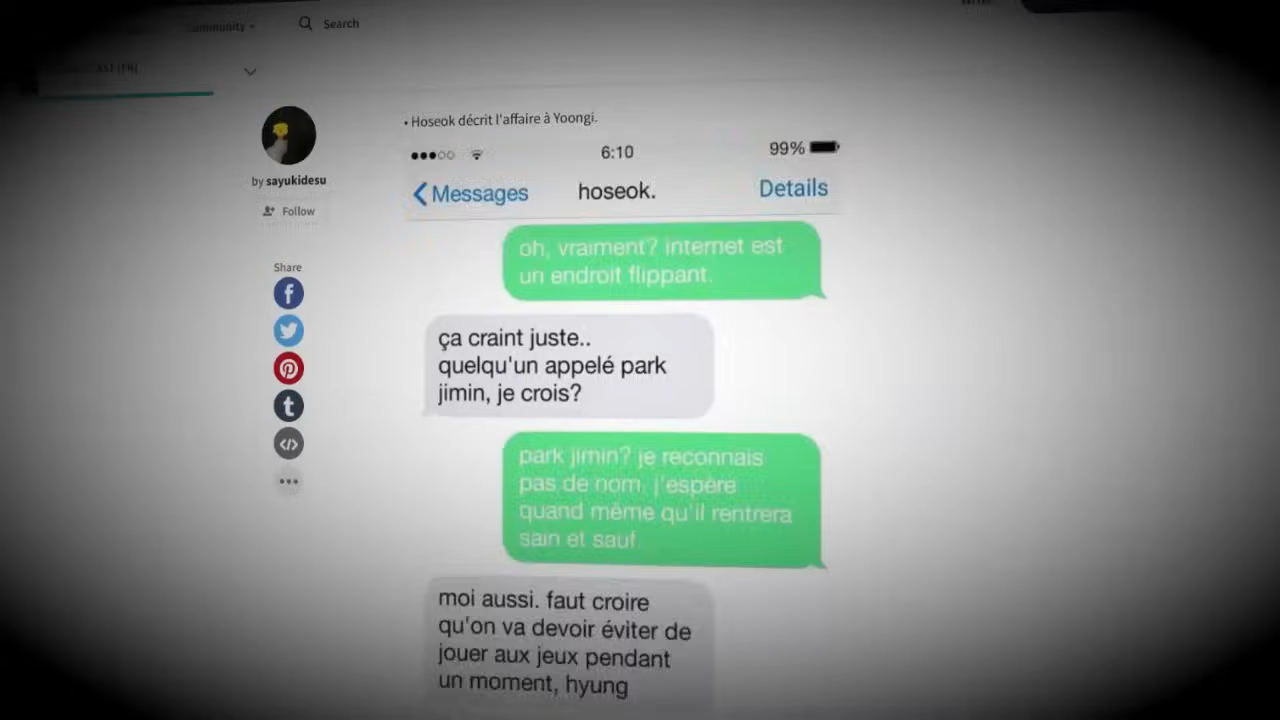 ommunity
Search
by sayukidesu
Follow
Share
• Hoseok décrit l'affaire à Yoongi.
6:10
99%
Messages
hoseok.
Details
oh, vraiment? internet est
un endroit flippant.
ça craint juste..
quelqu'un appelé park
jimin, je crois?
park jimin? je reconnais
pas de nom, j'espère
quand même qu'il rentrera
sain et sauf.
moi aussi. faut croire
qu'on va devoir éviter de
jouer aux jeux pendant
un moment, hyung